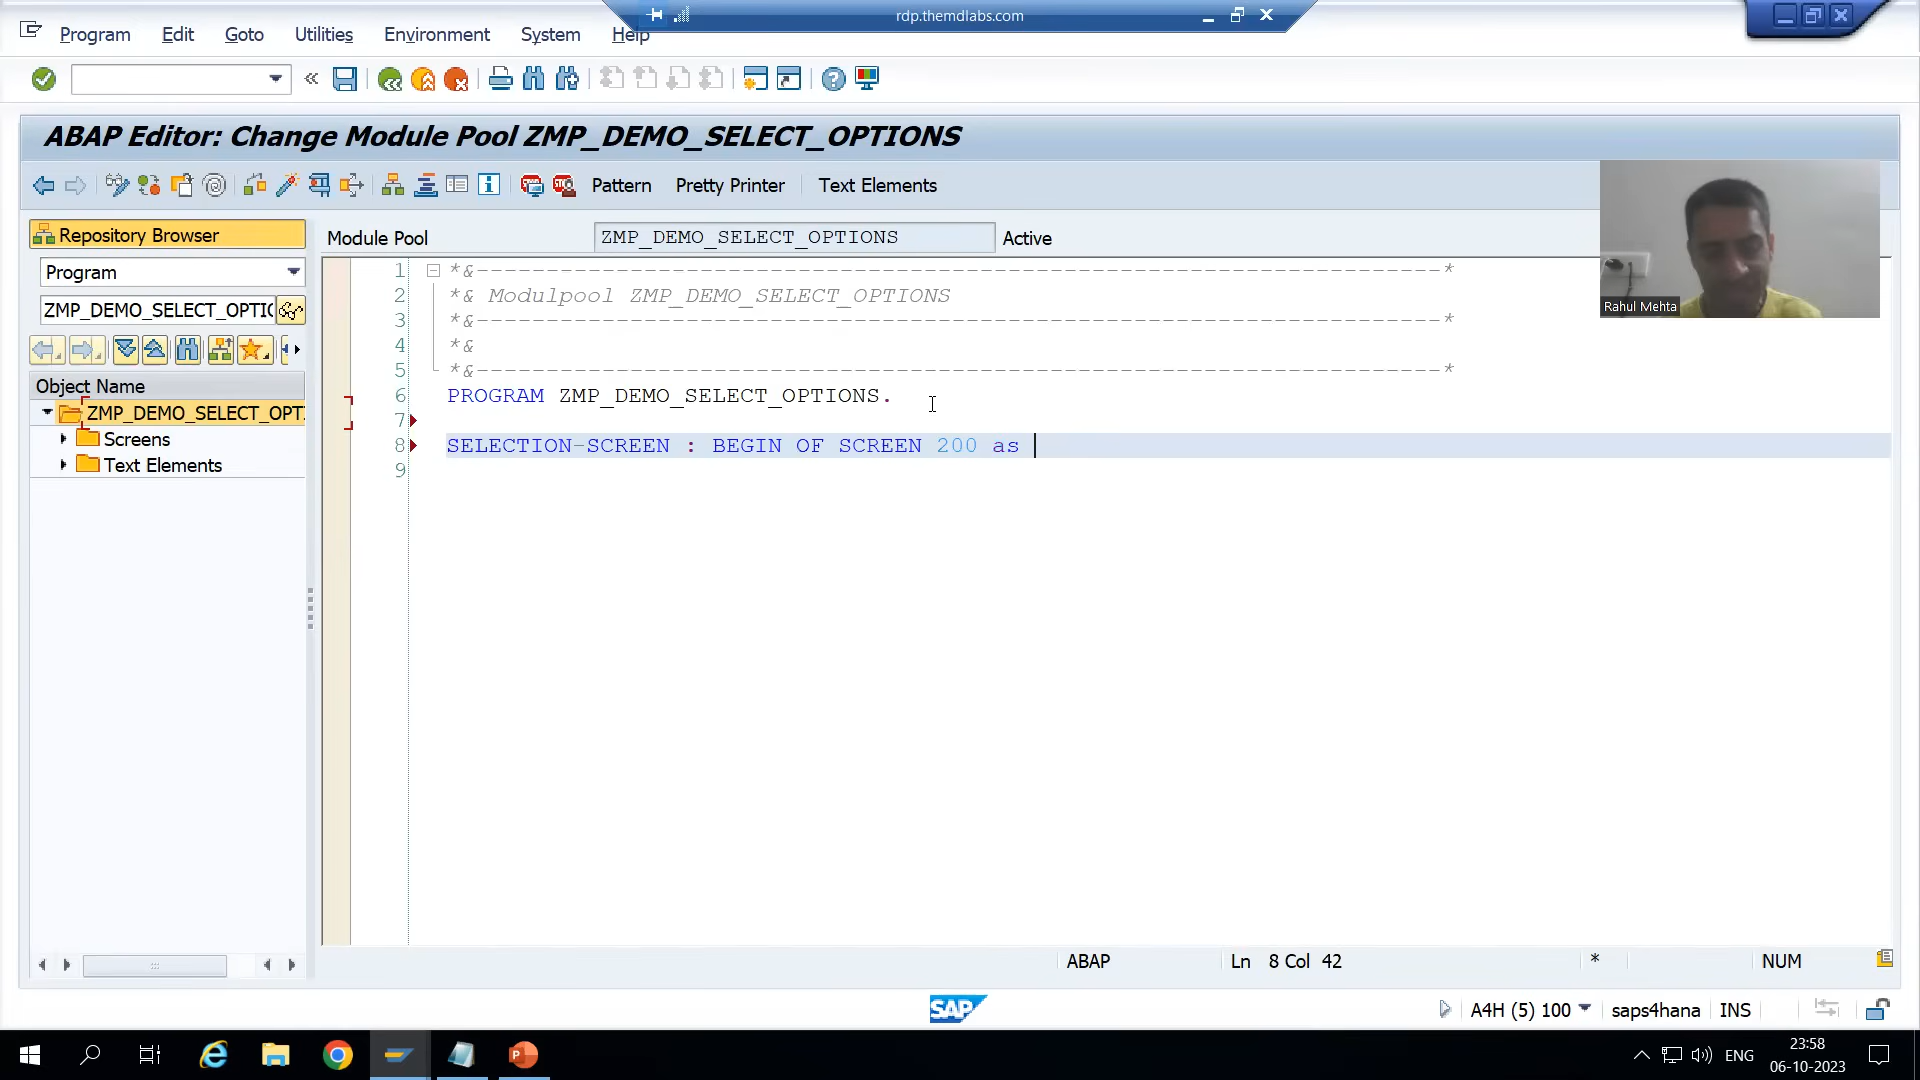 rdp.themdlabs.com
Program Edit Goto Utilities Environment System Help
ABAP Editor: Change Module Pool ZMP_DEMO_SELECT_OPTIONS
Pattern Pretty Printer Text Elements
Repository Browser
Module Pool ZMP_DEMO_SELECT_OPTIONS Active
Program
ZMP_DEMO_SELECT_OPTIC
Object Name
ZMP_DEMO_SELECT_OPT
Screens
Text Elements
1 *&---------------------------------------------------------------------*
2 *& Modulpool ZMP_DEMO_SELECT_OPTIONS
3 *&---------------------------------------------------------------------*
4 *&
5 *&---------------------------------------------------------------------*
6 PROGRAM ZMP_DEMO_SELECT_OPTIONS.
7
8 SELECTION-SCREEN : BEGIN OF SCREEN 200 as
9
Rahul Mehta
ABAP Ln 8 Col 42 * NUM
SAP
A4H (5) 100 saps4hana INS
ENG
23:58
06-10-2023